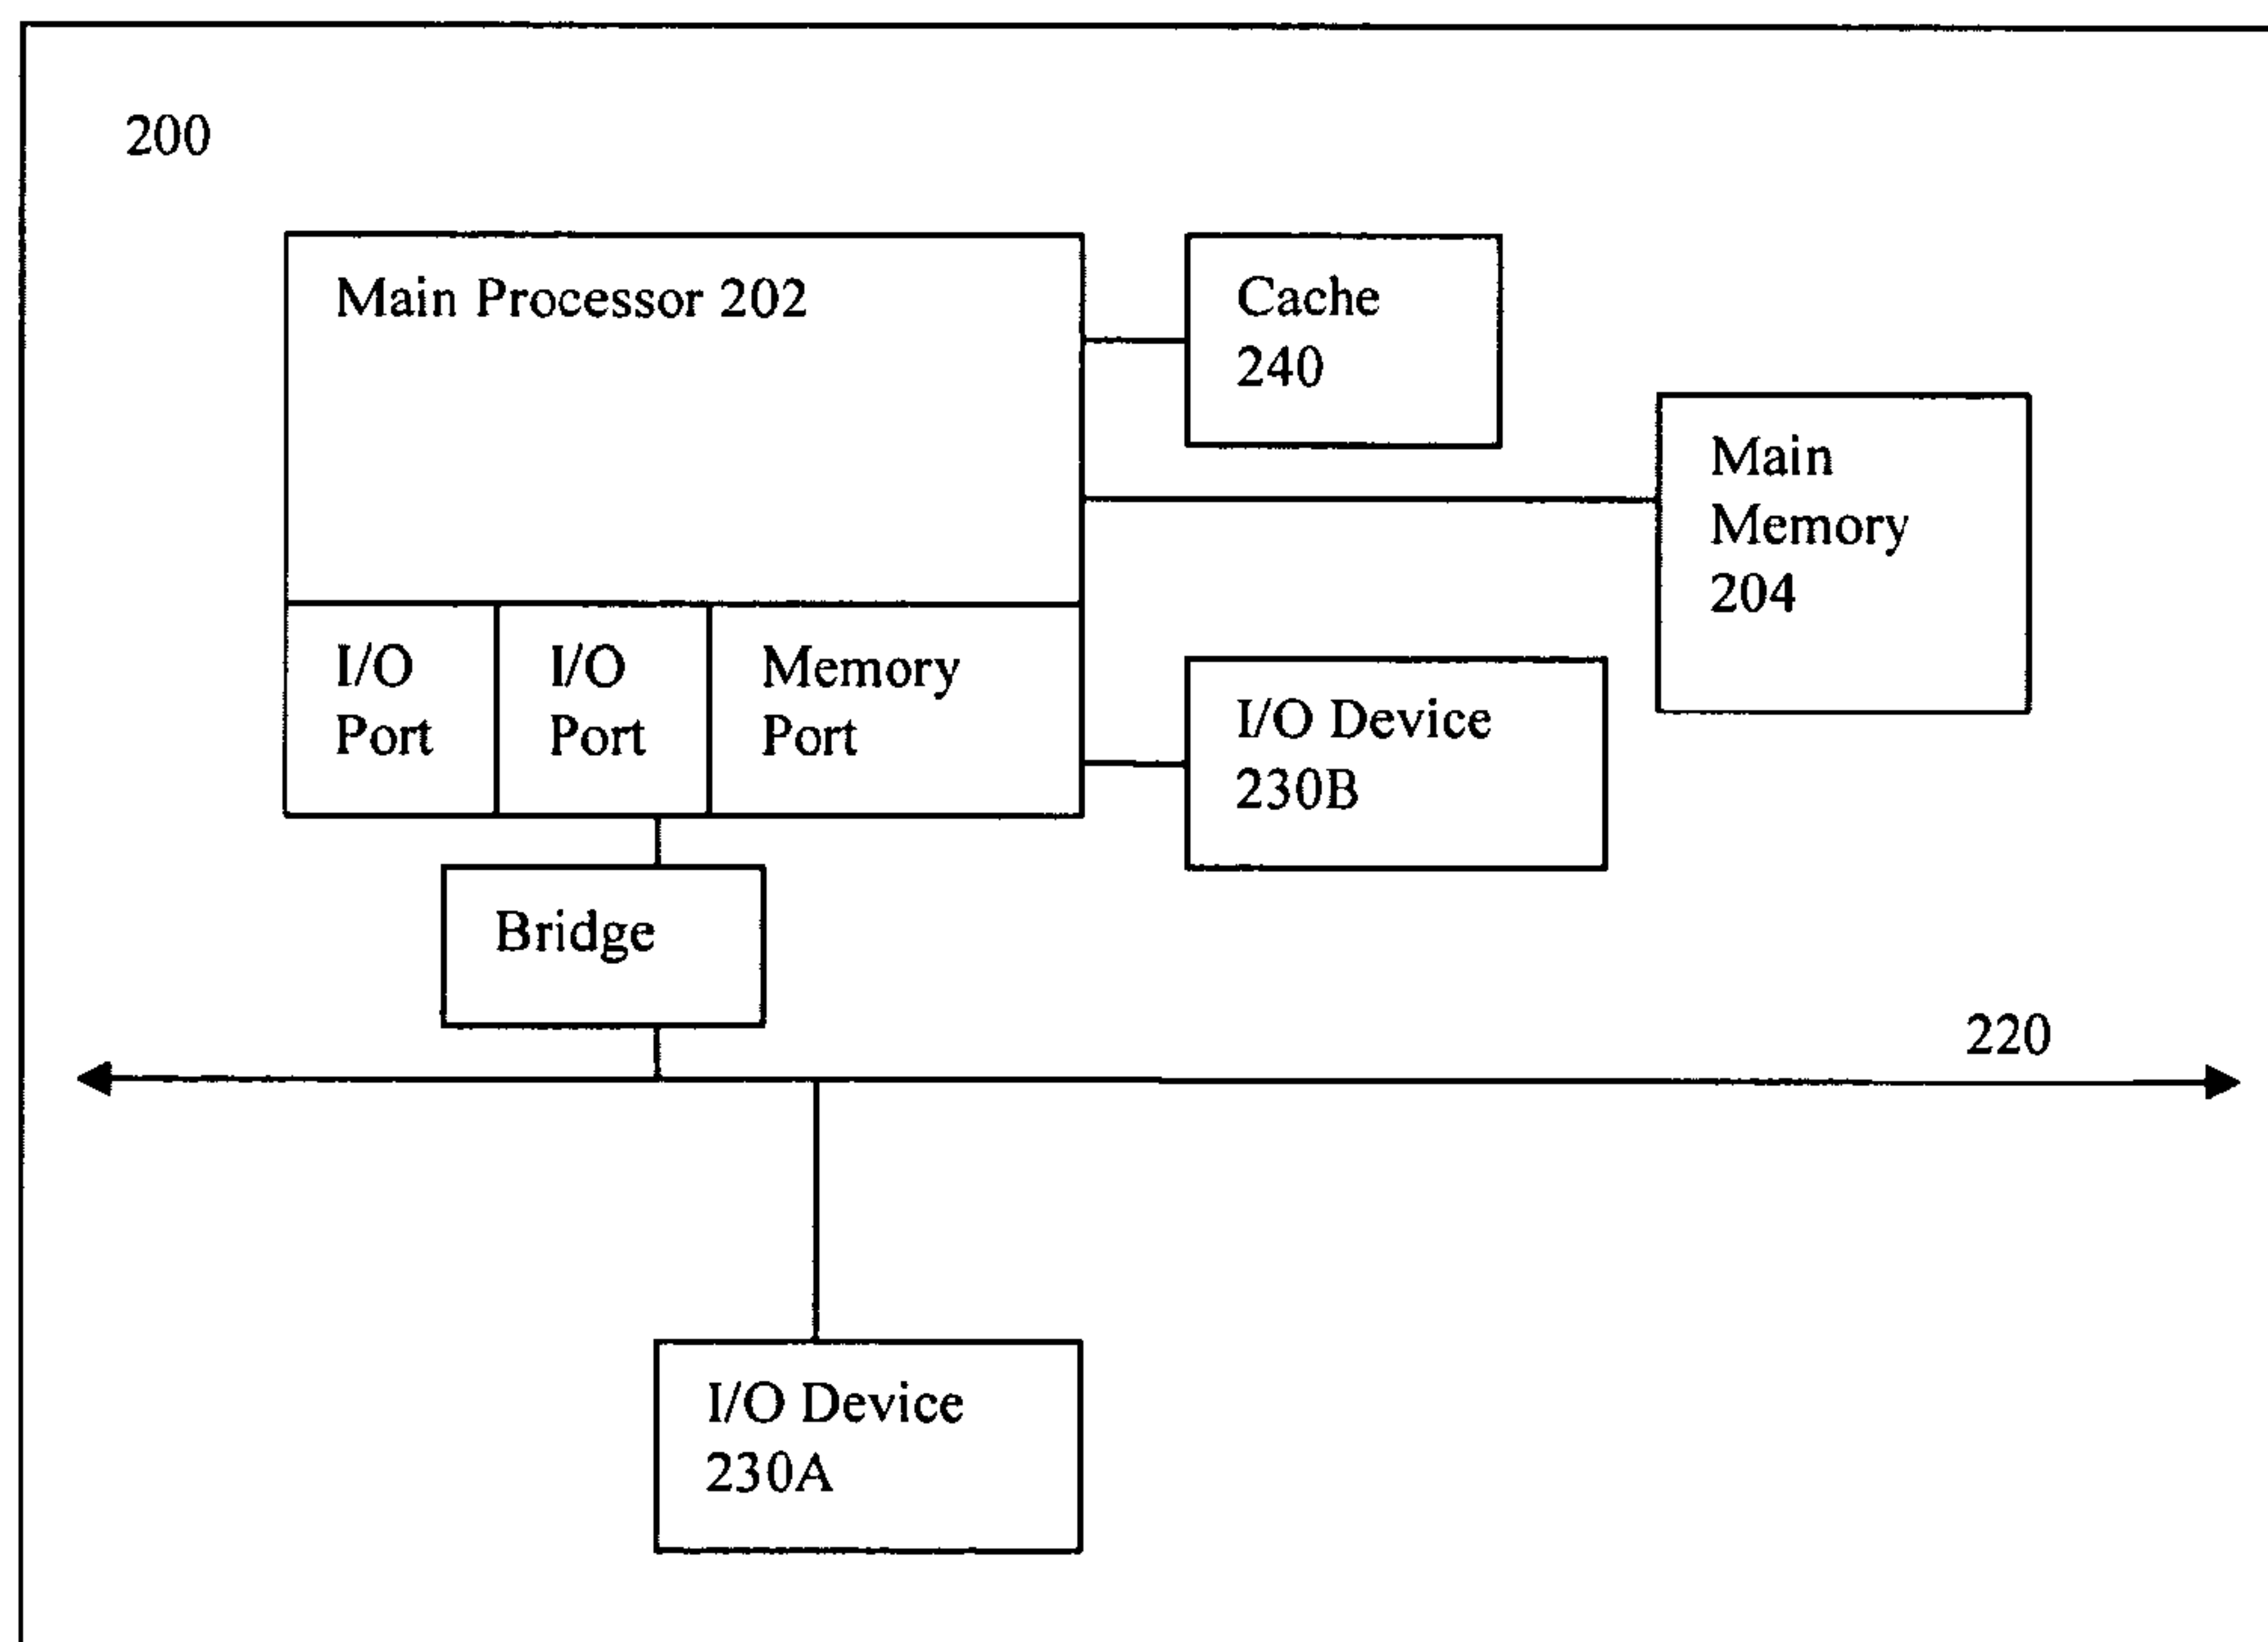 200
Main Processor 202
Cache
240
Main
Memory
204
I/O
Port
I/O
Port
Memory
Port
I/O Device
230B
Bridge
220
I/O Device
230A